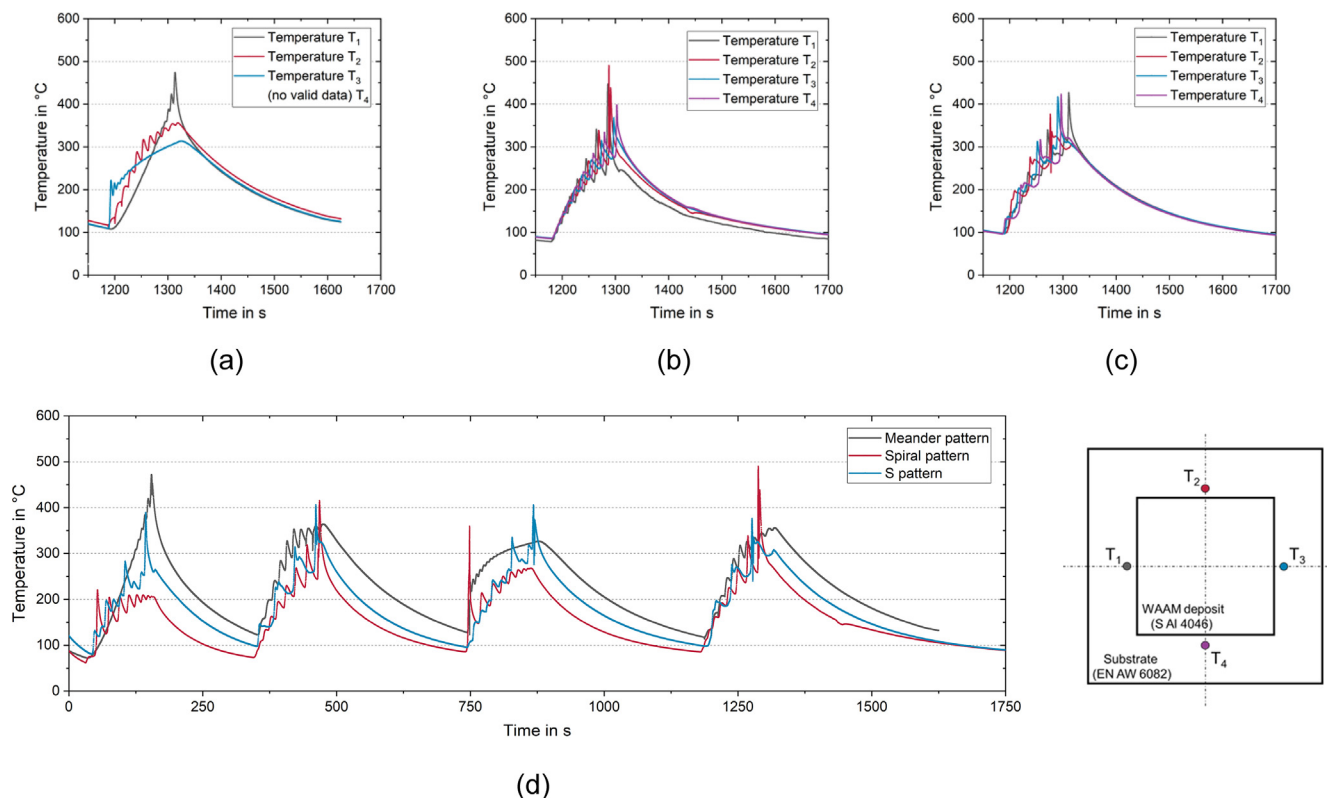 600
500
400
300
200
100
0
Temperature in °C
Temperature T1
Temperature T2
Temperature T3
(no valid data) T4
1200 1300 1400 1500 1600 1700
Time in s
(a)
600
500
400
300
200
100
0
Temperature in °C
Temperature T1
Temperature T2
Temperature T3
Temperature T4
1200 1300 1400 1500 1600 1700
Time in s
(b)
600
500
400
300
200
100
0
Temperature in °C
Temperature T1
Temperature T2
Temperature T3
Temperature T4
1200 1300 1400 1500 1600 1700
Time in s
(c)
600
500
400
300
200
100
0
Temperature in °C
Meander pattern
Spiral pattern
S pattern
0 250 500 750 1000 1250 1500 1750
Time in s
(d)
T2
T1
T3
WAAM deposit
(S Al 4046)
T4
Substrate
(EN AW 6082)